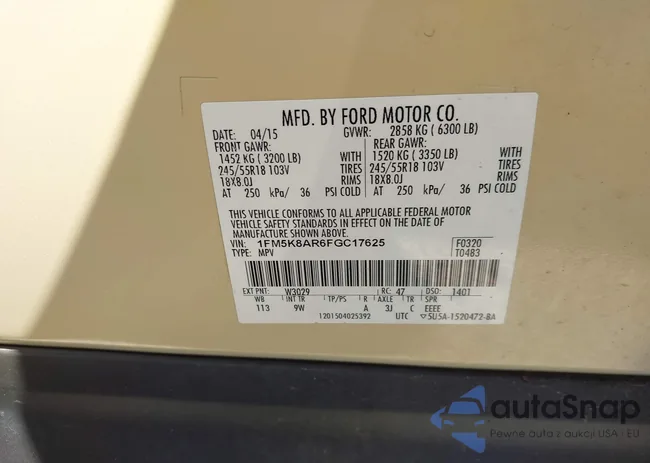 MFD. BY FORD MOTOR CO.
DATE: 04/15 GVWR: 2858 KG ( 6300 LB)
FRONT GAWR: REAR GAWR:
1452 KG ( 3200 LB) WITH 1520 KG ( 3350 LB) WITH
245/55R18 103V TIRES 245/55R18 103V TIRES
18X8.0J RIMS 18X8.0J RIMS
AT 250 kPa/ 36 PSI COLD AT 250 kPa/ 36 PSI COLD
THIS VEHICLE CONFORMS TO ALL APPLICABLE FEDERAL MOTOR
VEHICLE SAFETY STANDARDS IN EFFECT ON THE DATE OF
MANUFACTURE SHOWN ABOVE.
VIN: 1FM5K8AR6FGC17625 F0320
TYPE: MPV T0483
EXT PNT: W3029 RC: 47 DSO: 1401
WB INT TR TP/PS R AXLE TR SPR
113 9W A 3J C EEEE
1201504025392 UTC ▽5U5A-1520472-BA
autaSnap
Pewne auta z aukcji USA i EU